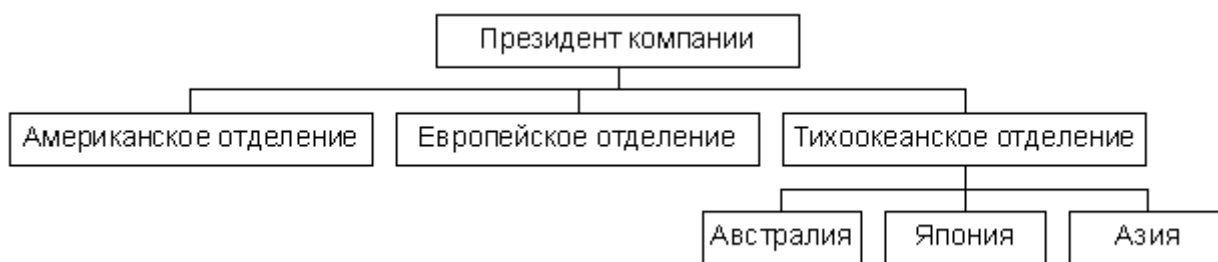 Президент компании
Американское отделение
Европейское отделение
Тихоокеанское отделение
Австралия
Япония
Азия